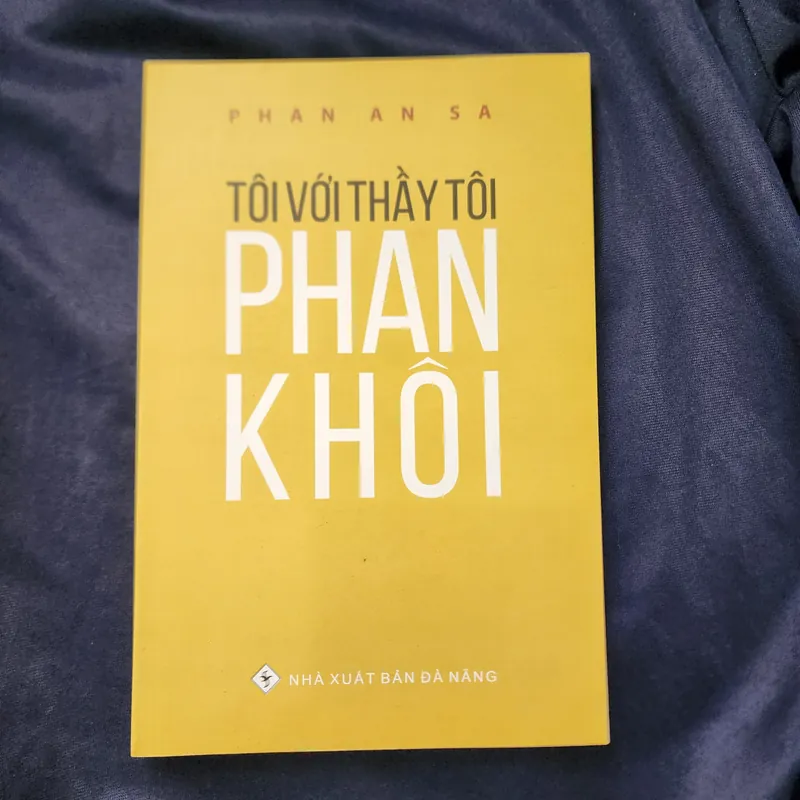 PHAN AN SA
TÔI VỚI THẦY TÔI
PHAN
KHÔI
NHÀ XUẤT BẢN ĐÀ NẴNG